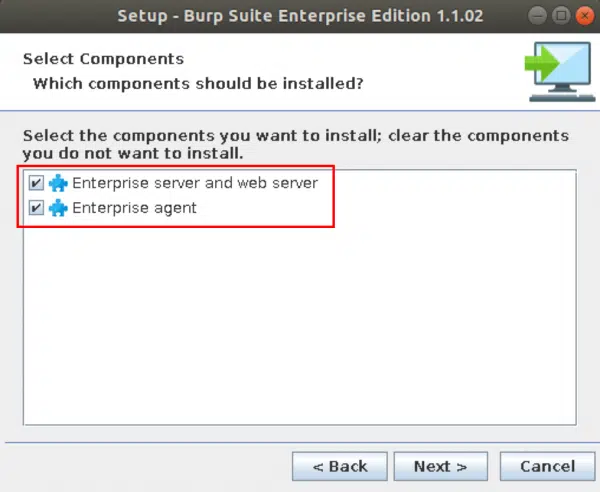 Setup - Burp Suite Enterprise Edition 1.1.02
Select Components
Which components should be installed?
Select the components you want to install; clear the components
you do not want to install.
Enterprise server and web server
Enterprise agent
< Back
Next >
Cancel